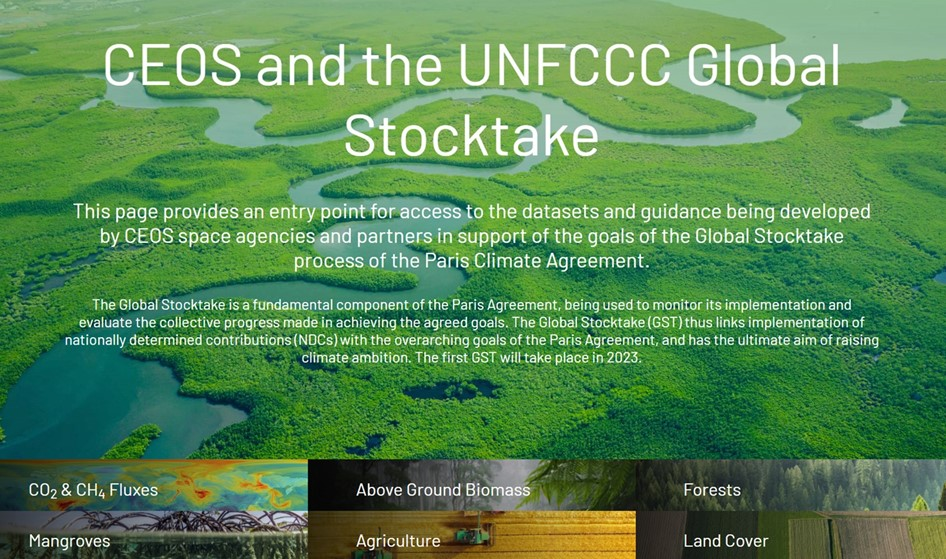 CEOS and the UNFCCC Global
Stocktake
This page provides an entry point for access to the datasets and guidance being developed
by CEOS space agencies and partners in support of the goals of the Global Stocktake
process of the Paris Climate Agreement.
The Global Stocktake is a fundamental component of the Paris Agreement, being used to monitor its implementation and
evaluate the collective progress made in achieving the agreed goals. The Global Stocktake (GST) thus links implementation of
nationally determined contributions (NDCs) with the overarching goals of the Paris Agreement, and has the ultimate aim of raising
climate ambition. The first GST will take place in 2023.
CO₂ & CH₄ Fluxes
Above Ground Biomass
Forests
Mangroves
Agriculture
Land Cover